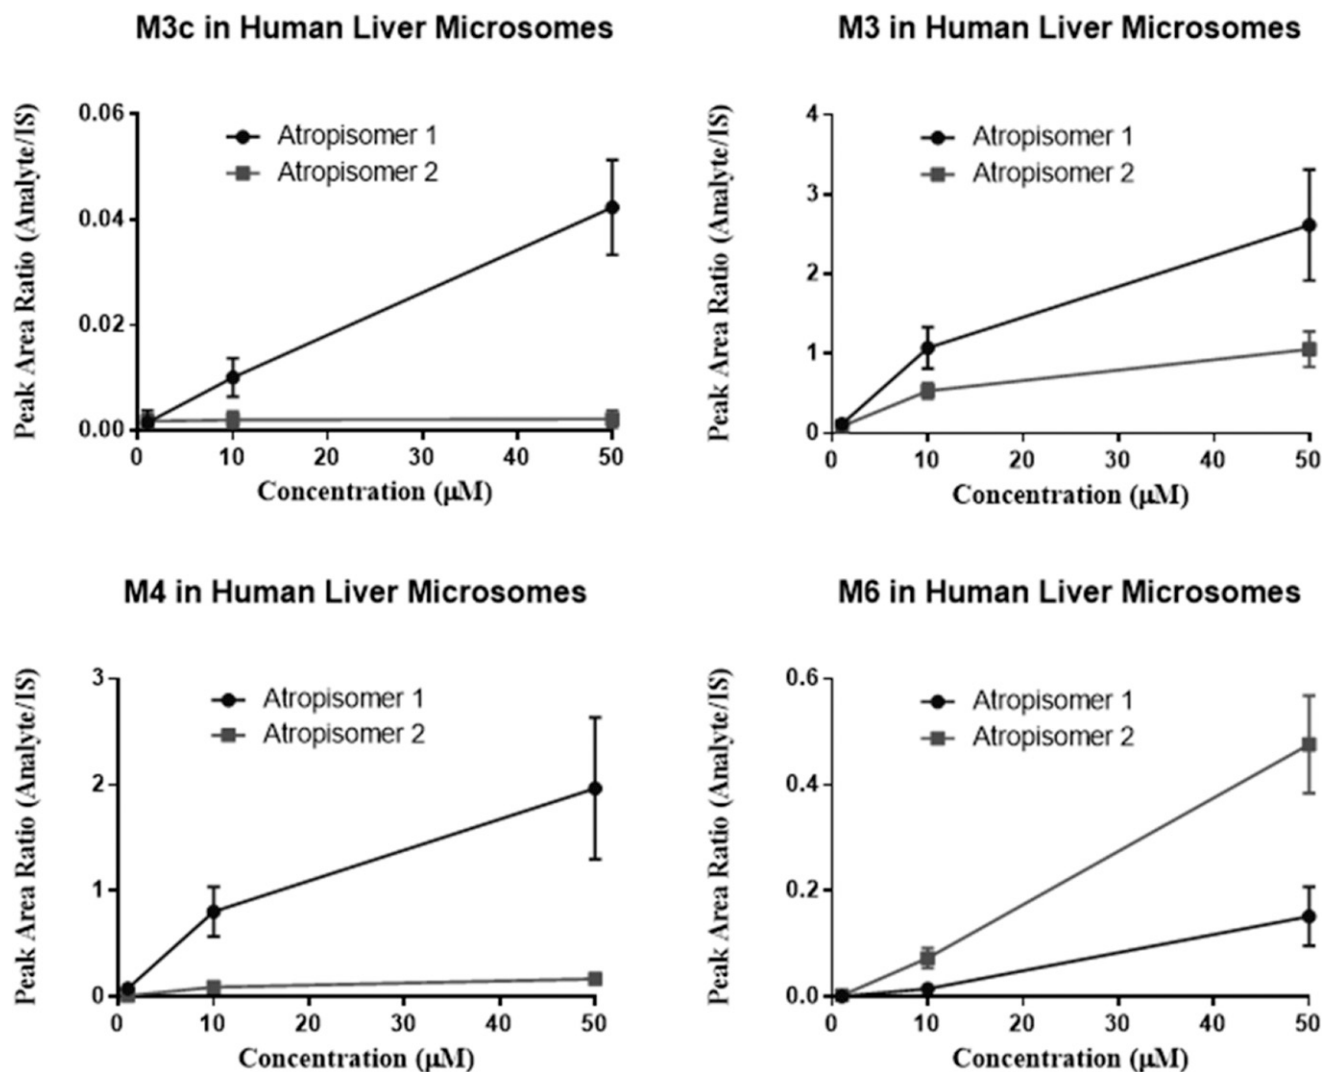 M3c in Human Liver Microsomes
Peak Area Ratio (Analyte/IS)
0.06
0.04
0.02
0.00
Atropisomer 1
Atropisomer 2
0 10 20 30 40 50
Concentration (μM)
M3 in Human Liver Microsomes
Peak Area Ratio (Analyte/IS)
4
3
2
1
0
Atropisomer 1
Atropisomer 2
0 10 20 30 40 50
Concentration (μM)
M4 in Human Liver Microsomes
Peak Area Ratio (Analyte/IS)
3
2
1
0
Atropisomer 1
Atropisomer 2
0 10 20 30 40 50
Concentration (μM)
M6 in Human Liver Microsomes
Peak Area Ratio (Analyte/IS)
0.6
0.4
0.2
0.0
Atropisomer 1
Atropisomer 2
0 10 20 30 40 50
Concentration (μM)